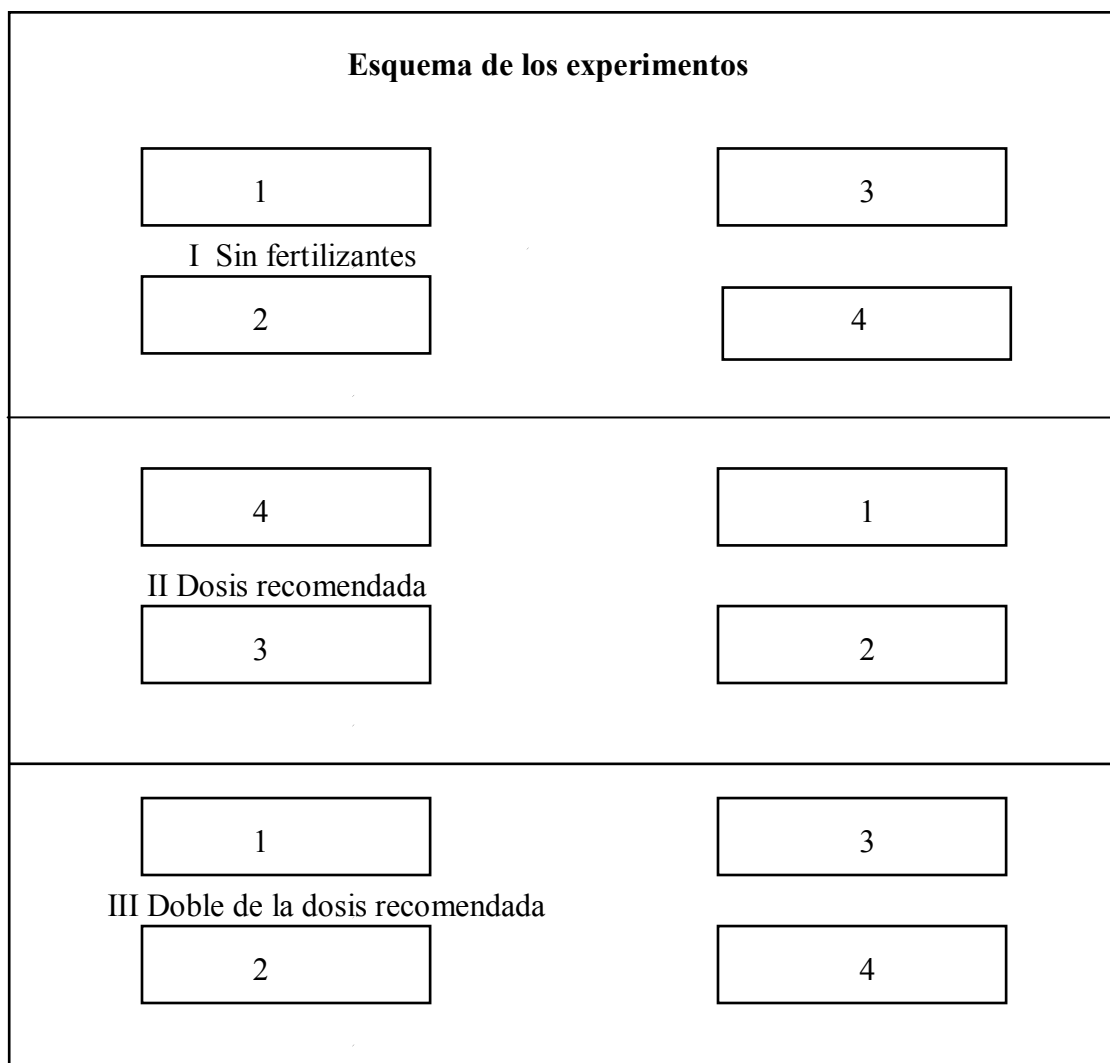 Esquema de los experimentos
1 3
I Sin fertilizantes
2 4
4 1
II Dosis recomendada
3 2
1 3
III Doble de la dosis recomendada
2 4